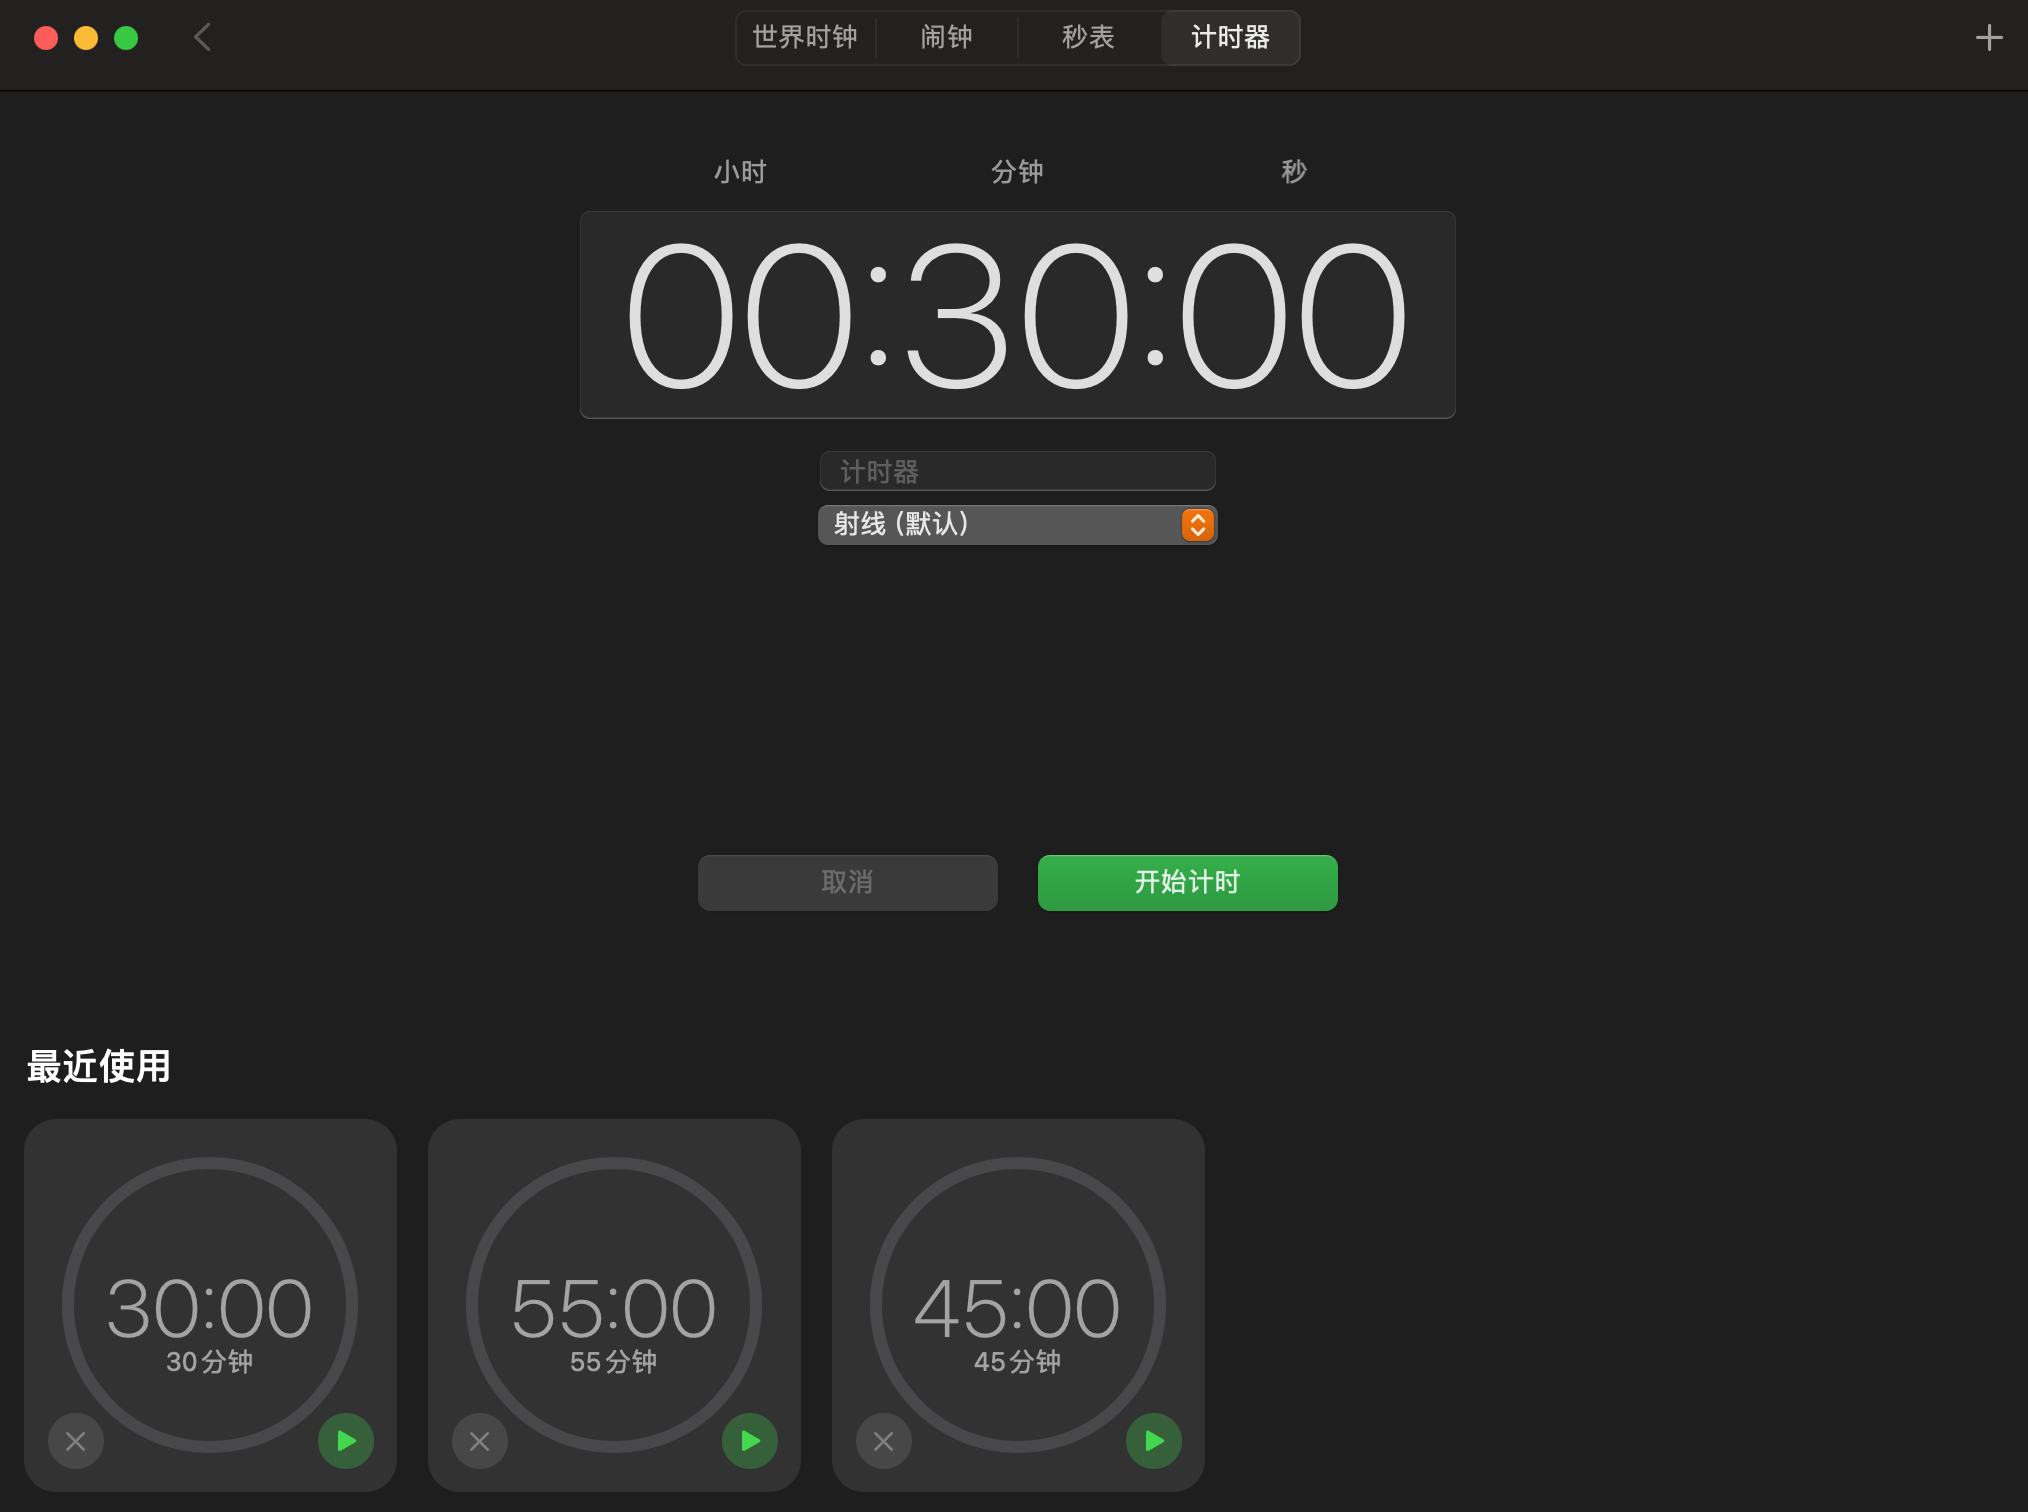 世界时钟 闹钟 秒表 计时器
小时 分钟 秒
00:30:00
计时器
射线 (默认)
取消 开始计时
最近使用
30:00 55:00 45:00
30分钟 55分钟 45分钟